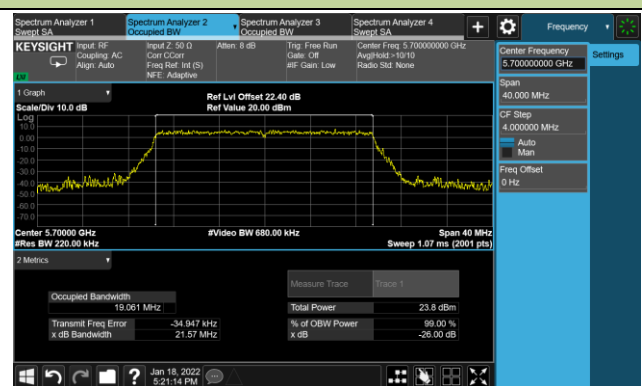 Spectrum Analyzer 1
Swept SA
Spectrum Analyzer 2
Occupied BW
Spectrum Analyzer 3
Occupied BW
Spectrum Analyzer 4
Swept SA
+
Frequency
KEYSIGHT
Input: RF
Coupling: AC
Align: Auto
Input Z: 50 Ω
Corr CCorr
Freq Ref: Int (S)
NFE: Adaptive
Atten: 8 dB
Trig: Free Run
Gate: Off
#IF Gain: Low
Center Freq: 5.700000000 GHz
Avg|Hold:>10/10
Radio Std: None
Center Frequency
5.700000000 GHz
Settings
Span
40.000 MHz
CF Step
4.000000 MHz
Auto
Man
Freq Offset
0 Hz
1 Graph
Scale/Div 10.0 dB
Ref Lvl Offset 22.40 dB
Ref Value 20.00 dBm
Log
10.0
0.00
-10.0
-20.0
-30.0
-40.0
-50.0
-60.0
-70.0
Center 5.70000 GHz
#Res BW 220.00 kHz
#Video BW 680.00 kHz
Span 40 MHz
Sweep 1.07 ms (2001 pts)
2 Metrics
Measure Trace
Trace 1
Occupied Bandwidth
19.061 MHz
Total Power
23.8 dBm
Transmit Freq Error
-34.947 kHz
% of OBW Power
99.00 %
x dB Bandwidth
21.57 MHz
x dB
-26.00 dB
?
Jan 18, 2022
5:21:14 PM